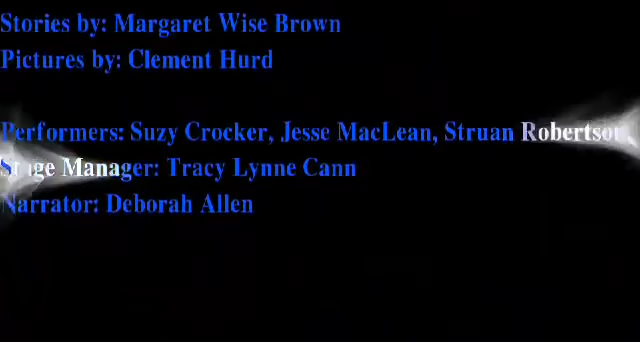 Stories by: Margaret Wise Brown
Pictures by: Clement Hurd
Performers: Suzy Crocker, Jesse MacLean, Struan Robertson,
Stage Manager: Tracy Lynne Cann
Narrator: Deborah Allen